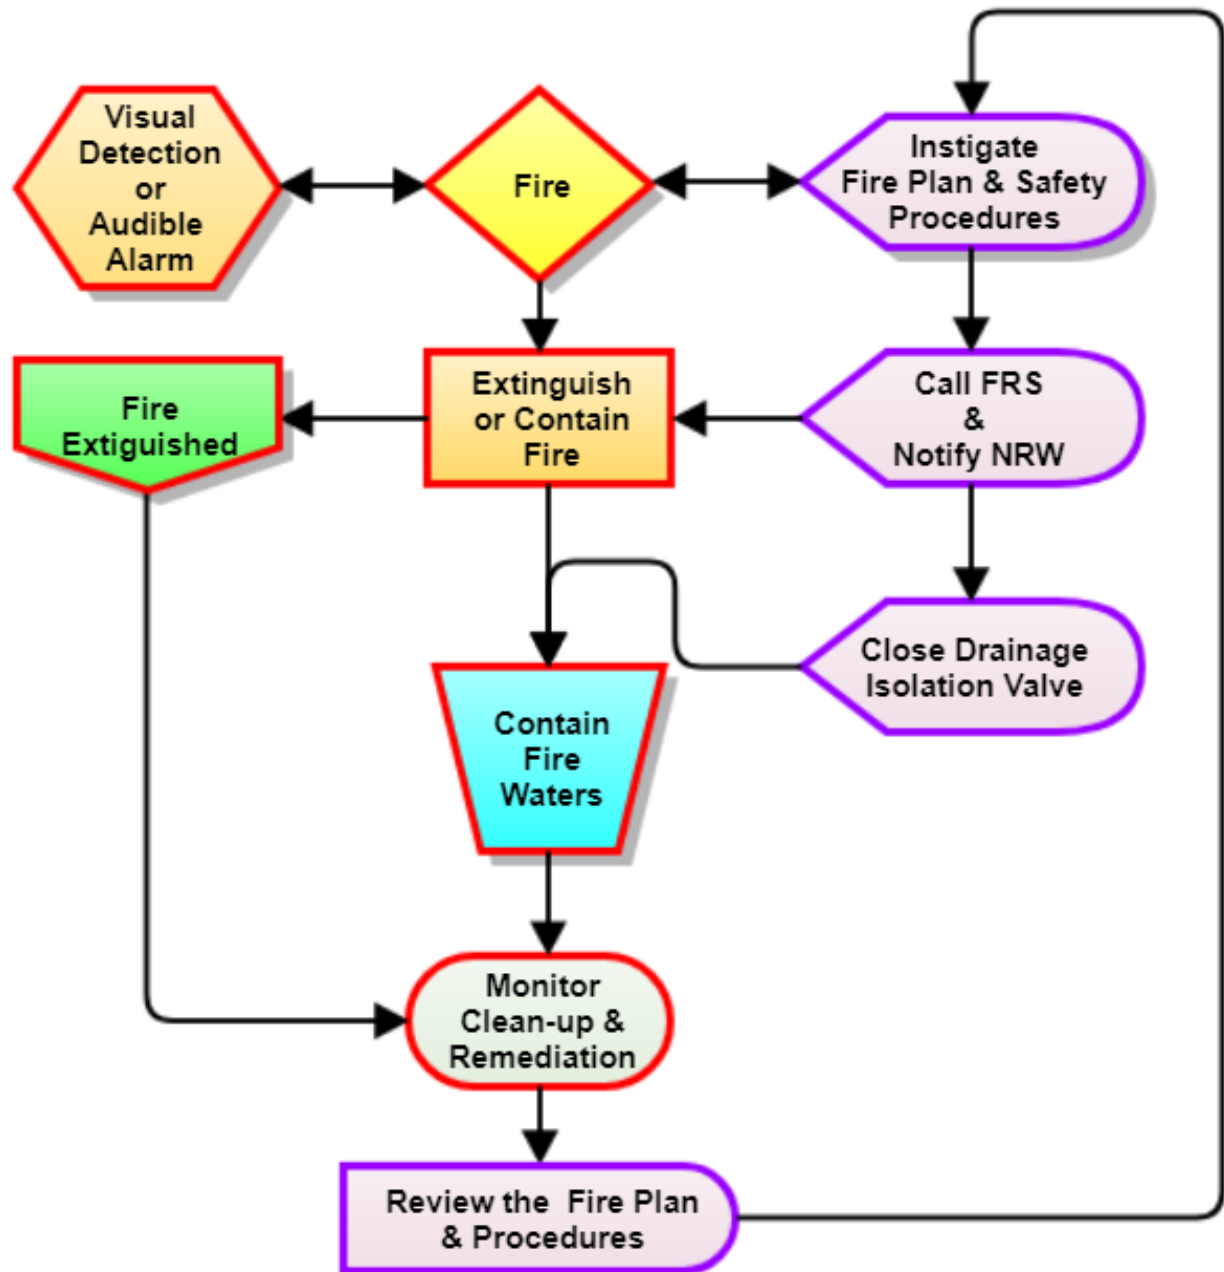 Visual
Detection
or
Audible
Alarm
Fire
Instigate
Fire Plan & Safety
Procedures
Fire
Extiguished
Extinguish
or Contain
Fire
Call FRS
&
Notify NRW
Close Drainage
Isolation Valve
Contain
Fire
Waters
Monitor
Clean-up &
Remediation
Review the Fire Plan
& Procedures